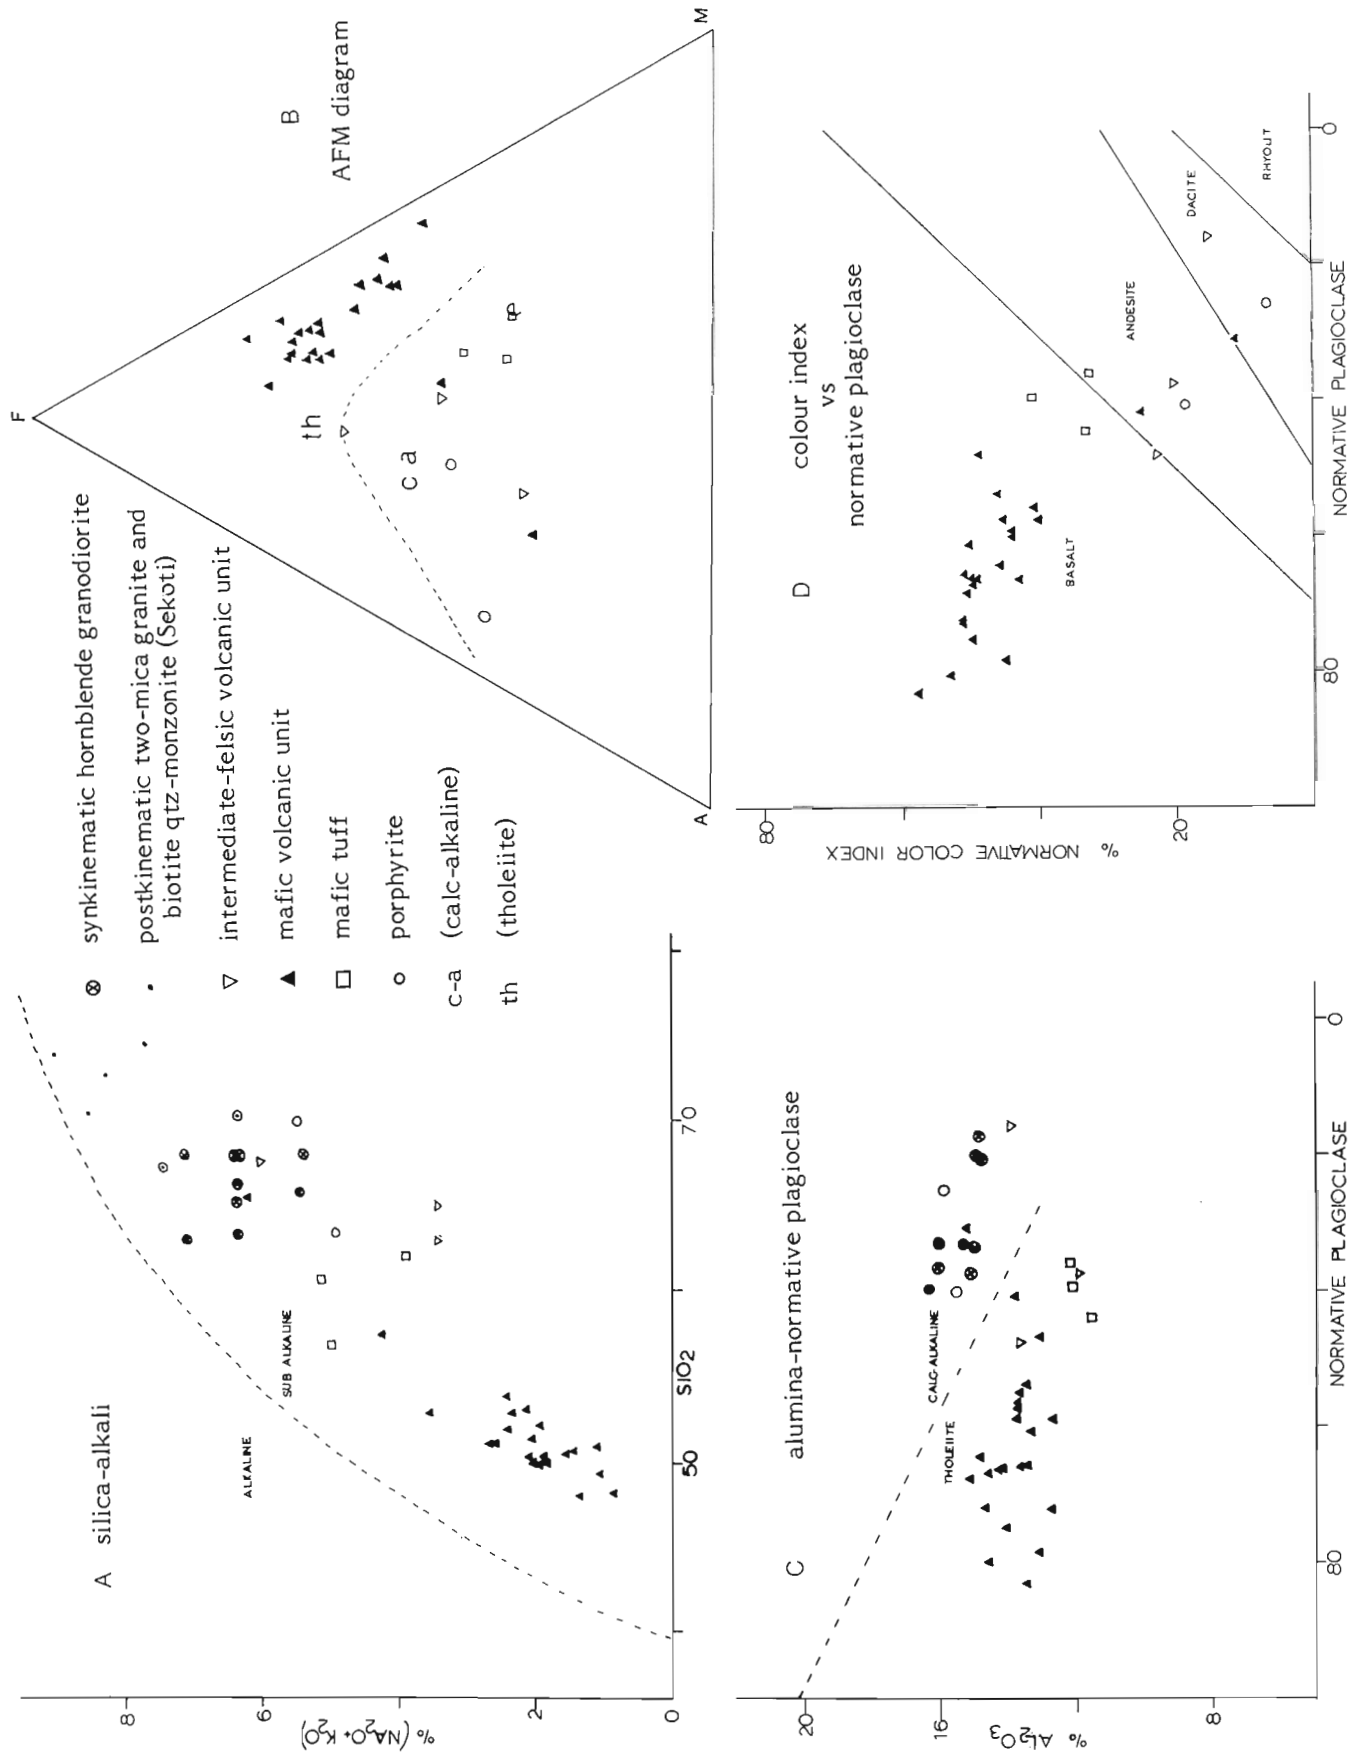 A silica-alkali
% (NA2O+K2O)
8
6
2
0
ALKALINE
SUB ALKALINE
50
SIO2
70
synkinematic hornblende granodiorite
postkinematic two-mica granite and
biotite qtz-monzonite (Sekoti)
intermediate-felsic volcanic unit
mafic volcanic unit
mafic tuff
porphyrite
c-a (calc-alkaline)
th (tholeiite)
B
AFM diagram
F
A
M
th
c a
C alumina-normative plagioclase
% Al2O3
20
16
8
CALC-ALKALINE
THOLEIITE
80
0
NORMATIVE PLAGIOCLASE
D colour index
vs
normative plagioclase
% NORMATIVE COLOR INDEX
80
20
BASALT
ANDESITE
DACITE
RHYOLIT
80
0
NORMATIVE PLAGIOCLASE